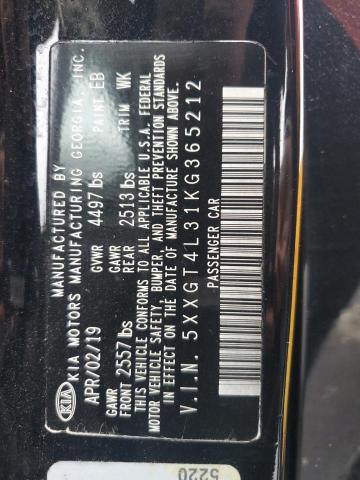 MANUFACTURED BY
KIA KIA MOTORS MANUFACTURING GEORGIA, INC.
APR/02/19 GVWR 4497 lbs PAINT EB
GAWR FRONT 2557 lbs GAWR REAR 2513 lbs TRIM WK
THIS VEHICLE CONFORMS TO ALL APPLICABLE U.S.A. FEDERAL
MOTOR VEHICLE SAFETY, BUMPER, AND THEFT PREVENTION STANDARDS
IN EFFECT ON THE DATE OF MANUFACTURE SHOWN ABOVE.
V.I.N. 5XXGT4L31KG365212
PASSENGER CAR
5220